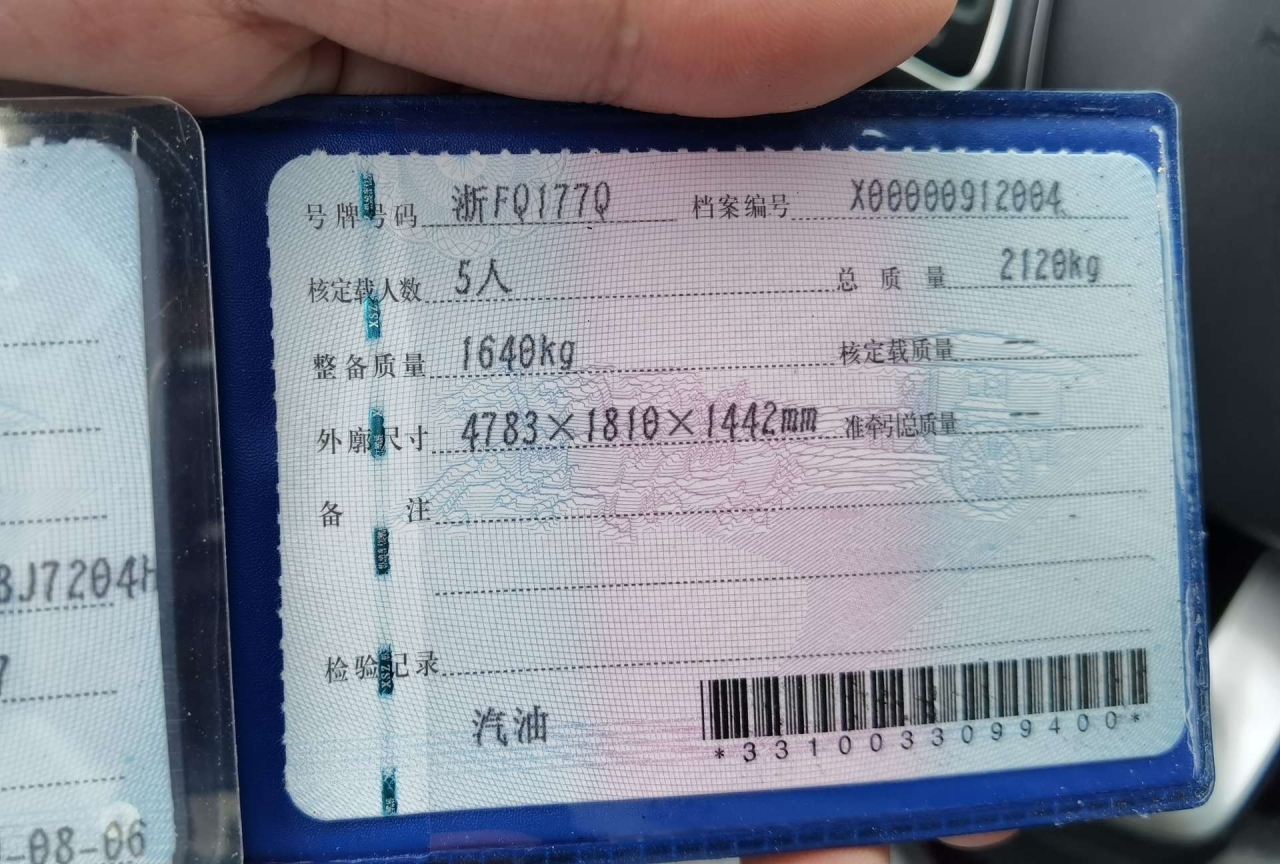 号牌号码 浙FQ177Q 档案编号 X00000912004
核定载人数 5人 总质量 2120kg
整备质量 1640kg 核定载质量 --
外廓尺寸 4783×1810×1442mm 准牵引总质量 --
备注
检验记录
汽油
*3310033099400*
BJ7204H
7
-08-06